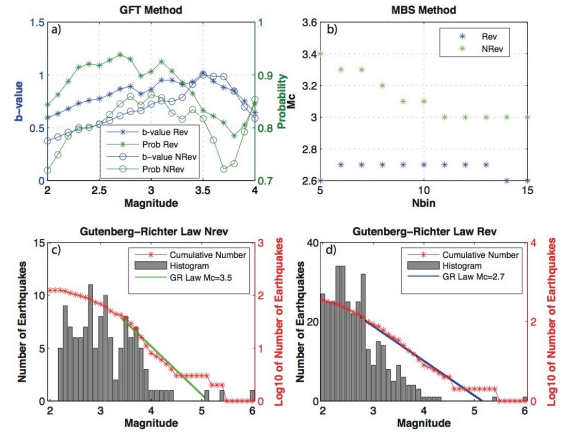 GFT Method
a)
b-value
Probability
1.5
1
0.5
0
1
0.9
0.8
0.7
2
2.5
3
3.5
4
Magnitude
b-value Rev
Prob Rev
b-value NRev
Prob NRev
MBS Method
b)
Mc
3.6
3.4
3.2
3
2.8
2.6
5
10
15
Nbin
Rev
NRev
Gutenberg-Richter Law Nrev
c)
Number of Earthquakes
Log10 of Number of Earthquakes
15
10
5
0
3
2
1
0
2
3
4
5
6
Magnitude
Cumulative Number
Histogram
GR Law Mc=3.5
Gutenberg-Richter Law Rev
d)
Number of Earthquakes
Log10 of Number of Earthquakes
40
20
0
4
2
0
2
3
4
5
6
Magnitude
Cumulative Number
Histogram
GR Law Mc=2.7